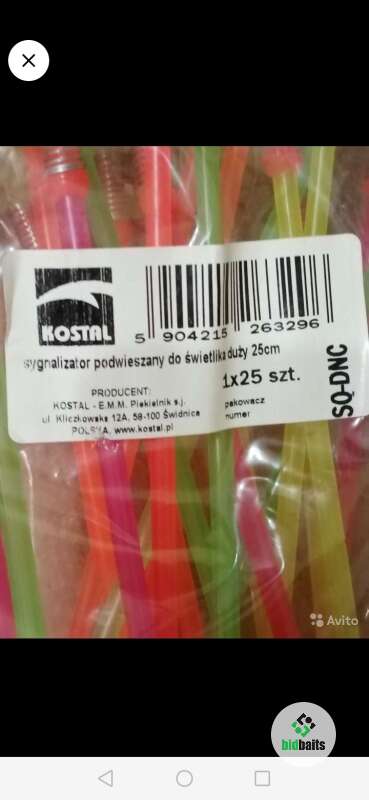 KOSTAL
5 904215 263296
sygnalizator podwieszany do świetlika duży 25cm
1x25 szt.
PRODUCENT:
KOSTAL - E.M.M. Piekielnik s.j.
ul Kliczkowska 12A, 58-100 Świdnica
POLSKA, www.kostal.pl
pakowacz
numer
SQ-DNC
Avito
bidbaits